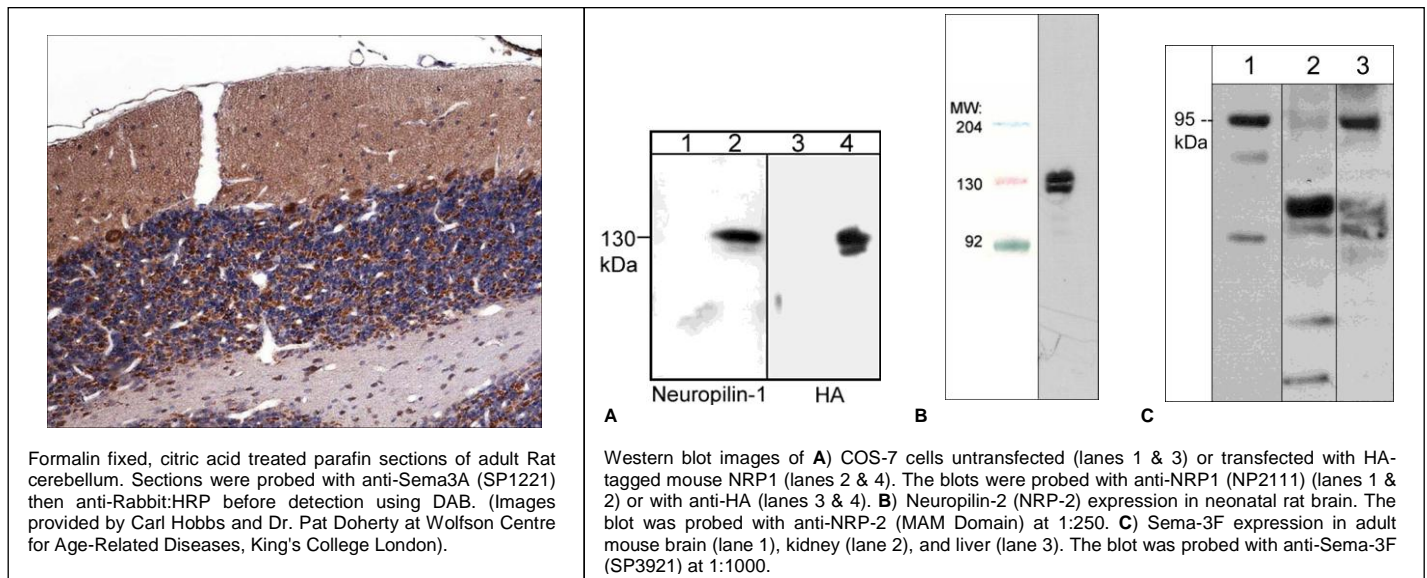 Formalin fixed, citric acid treated parafin sections of adult Rat
cerebellum. Sections were probed with anti-Sema3A (SP1221)
then anti-Rabbit:HRP before detection using DAB. (Images
provided by Carl Hobbs and Dr. Pat Doherty at Wolfson Centre
for Age-Related Diseases, King's College London).
1 2 3 4
130
kDa
Neuropilin-1 HA
A
MW:
204
130
92
B
1 2 3
95 --
kDa
C
Western blot images of A) COS-7 cells untransfected (lanes 1 & 3) or transfected with HA-
tagged mouse NRP1 (lanes 2 & 4). The blots were probed with anti-NRP1 (NP2111) (lanes 1 &
2) or with anti-HA (lanes 3 & 4). B) Neuropilin-2 (NRP-2) expression in neonatal rat brain. The
blot was probed with anti-NRP-2 (MAM Domain) at 1:250. C) Sema-3F expression in adult
mouse brain (lane 1), kidney (lane 2), and liver (lane 3). The blot was probed with anti-Sema-3F
(SP3921) at 1:1000.